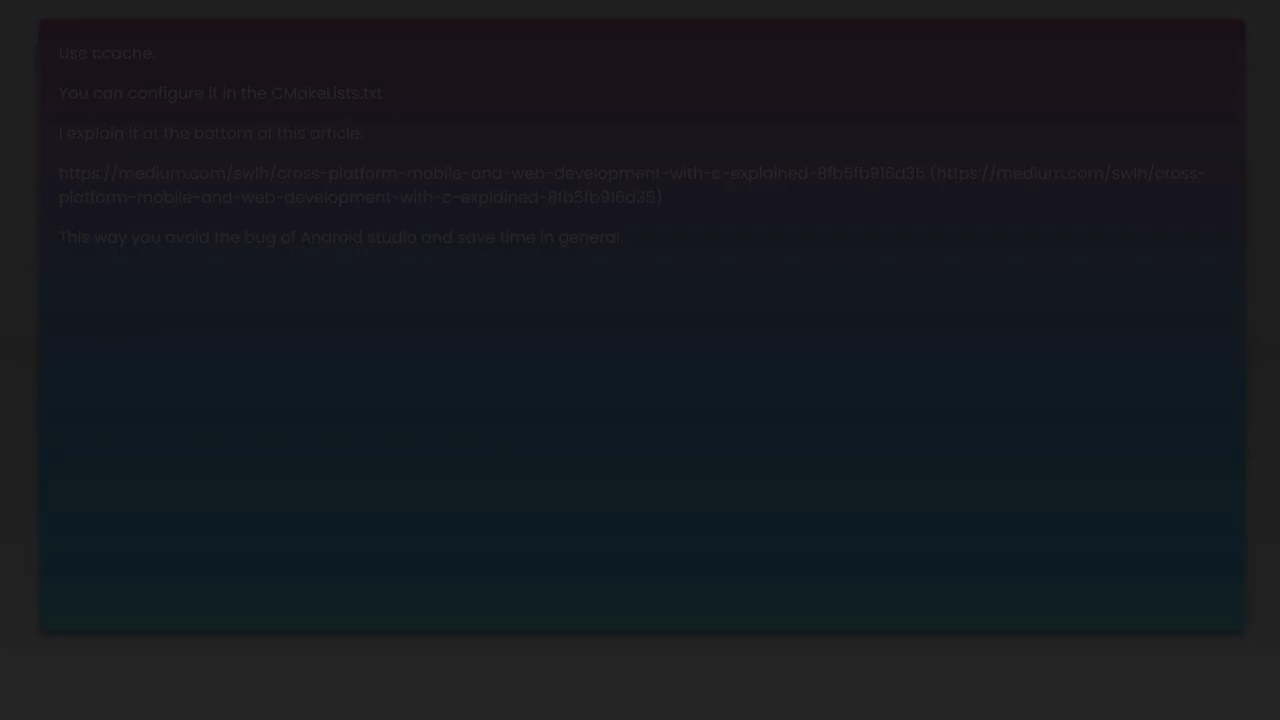 Use ccache.
You can configure it in the CMakeLists.txt
I explain it at the bottom of this article:
https://medium.com/swlh/cross-platform-mobile-and-web-development-with-c-explained-8fb5fb916d35 (https://medium.com/swlh/cross-
platform-mobile-and-web-development-with-c-explained-8fb5fb916d35)
This way you avoid the bug of Android studio and save time in general.